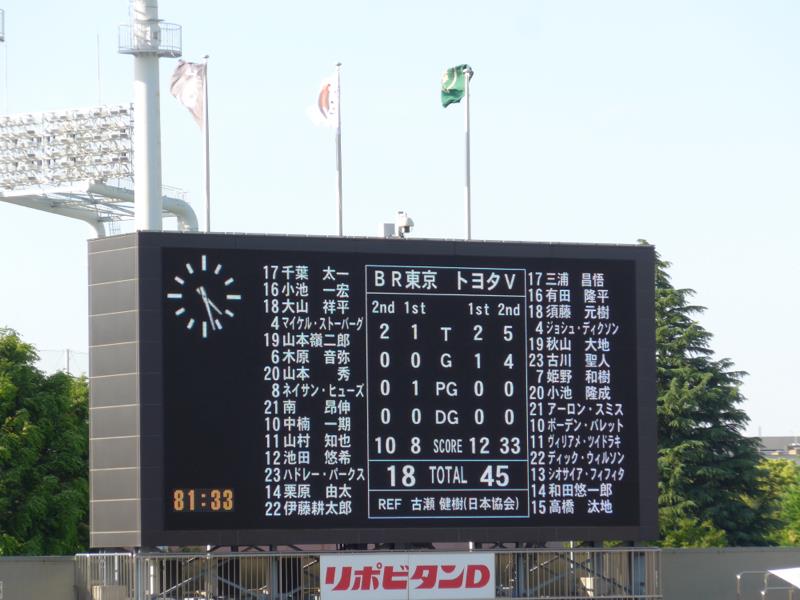 BR東京 トヨタV
2nd 1st 1st 2nd
2 1 T 2 5
0 0 G 1 4
0 1 PG 0 0
0 0 DG 0 0
10 8 SCORE 12 33
18 TOTAL 45
REF 古瀬 健樹(日本協会)
17 千葉 太一
16 小池 一宏
18 大山 祥平
4 マイケル・ストーバーグ
19 山本嶺二郎
6 木原 音弥
20 山本 秀
8 ネイサン・ヒューズ
21 南 昂伸
10 中楠 一期
11 山村 知也
12 池田 悠希
23 ハドレー・パークス
14 栗原 由太
22 伊藤耕太郎
17 三浦 昌悟
16 有田 隆平
18 須藤 元樹
4 ジョシュ・ディクソン
19 秋山 大地
23 古川 聖人
7 姫野 和樹
20 小池 隆成
21 アーロン・スミス
10 ボーデン・バレット
11 ヴィリアメ・ツイドラキ
22 ディック・ウィルソン
13 シオサイア・フィフィタ
14 和田悠一郎
15 高橋 汰地
81:33
リポビタンD